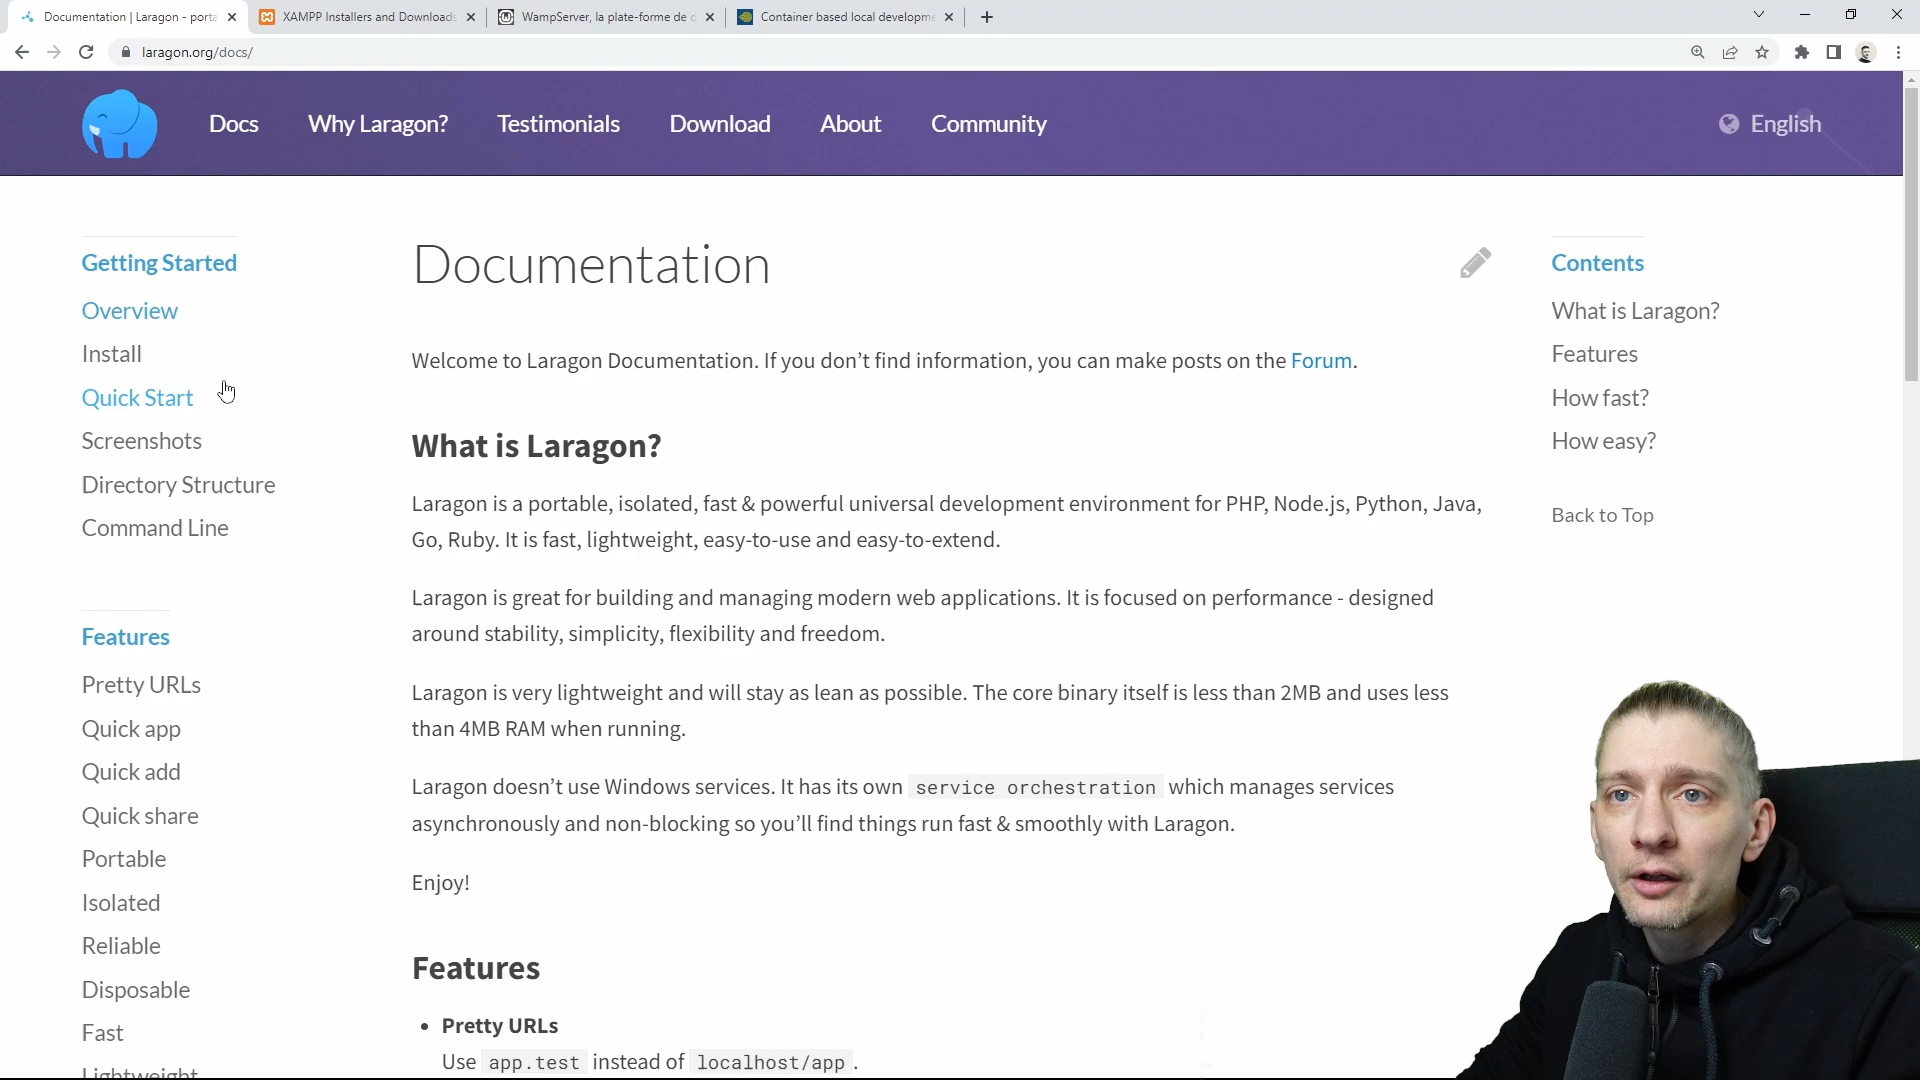 Documentation | Laragon - porta
XAMPP Installers and Downloads
WampServer, la plate-forme de d
Container based local developme
laragon.org/docs/
Docs
Why Laragon?
Testimonials
Download
About
Community
English
Getting Started
Overview
Install
Quick Start
Screenshots
Directory Structure
Command Line
Features
Pretty URLs
Quick app
Quick add
Quick share
Portable
Isolated
Reliable
Disposable
Fast
Lightweight
Documentation
Welcome to Laragon Documentation. If you don’t find information, you can make posts on the Forum.
What is Laragon?
Laragon is a portable, isolated, fast & powerful universal development environment for PHP, Node.js, Python, Java,
Go, Ruby. It is fast, lightweight, easy-to-use and easy-to-extend.
Laragon is great for building and managing modern web applications. It is focused on performance - designed
around stability, simplicity, flexibility and freedom.
Laragon is very lightweight and will stay as lean as possible. The core binary itself is less than 2MB and uses less
than 4MB RAM when running.
Laragon doesn’t use Windows services. It has its own service orchestration which manages services
asynchronously and non-blocking so you’ll find things run fast & smoothly with Laragon.
Enjoy!
Features
• Pretty URLs
Use app.test instead of localhost/app .
Contents
What is Laragon?
Features
How fast?
How easy?
Back to Top